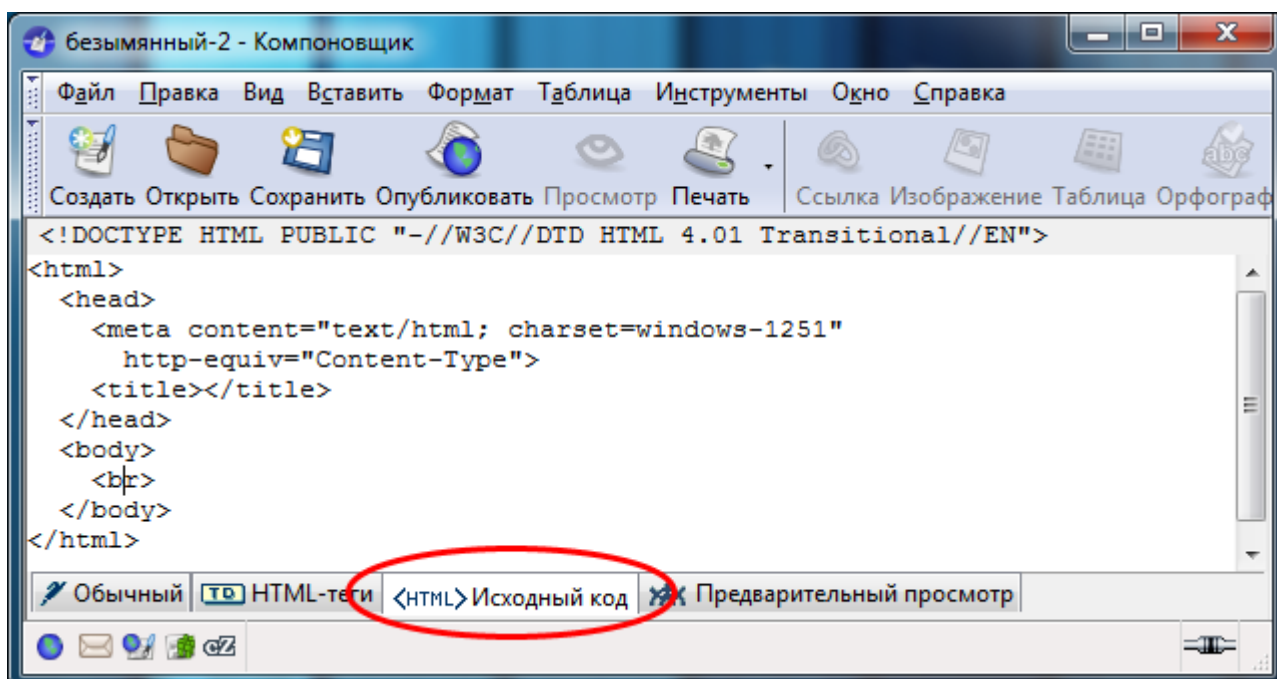 безымянный-2 - Компоновщик
Файл Правка Вид Вставить Формат Таблица Инструменты Окно Справка
Создать Открыть Сохранить Опубликовать Просмотр Печать Ссылка Изображение Таблица Орфограф
<!DOCTYPE HTML PUBLIC "-//W3C//DTD HTML 4.01 Transitional//EN">
<html>
<head>
<meta content="text/html; charset=windows-1251"
http-equiv="Content-Type">
<title></title>
</head>
<body>
<br>
</body>
</html>
TD HTML-теги <HTML> Исходный код Предварительный просмотр
Обычный
cZ